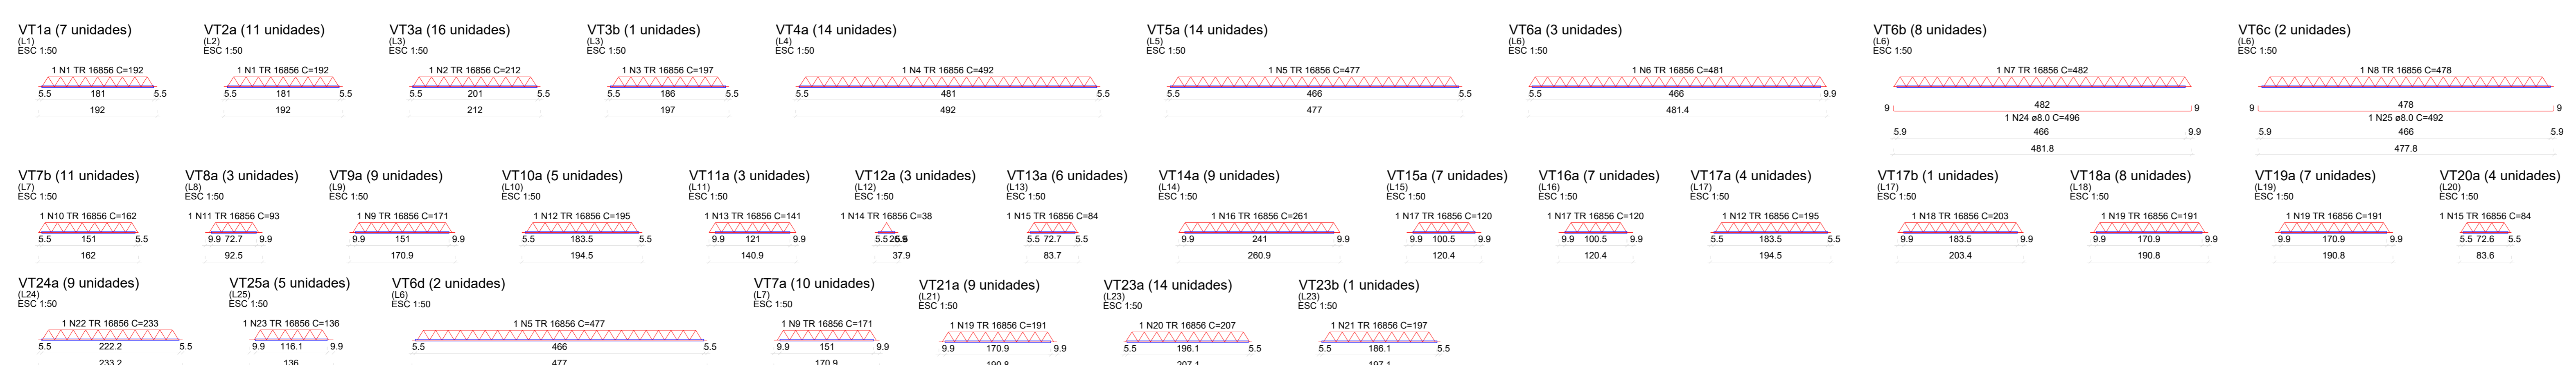 VT1a (7 unidades)
(L1)
ESC 1:50
1 N1 TR 16856 C=192
5.5 181 5.5
192
VT2a (11 unidades)
(L2)
ESC 1:50
1 N1 TR 16856 C=192
5.5 181 5.5
192
VT3a (16 unidades)
(L3)
ESC 1:50
1 N2 TR 16856 C=212
5.5 201 5.5
212
VT3b (1 unidades)
(L3)
ESC 1:50
1 N3 TR 16856 C=197
5.5 186 5.5
197
VT4a (14 unidades)
(L4)
ESC 1:50
1 N4 TR 16856 C=492
5.5 481 5.5
492
VT5a (14 unidades)
(L5)
ESC 1:50
1 N5 TR 16856 C=477
5.5 466 5.5
477
VT6a (3 unidades)
(L6)
ESC 1:50
1 N6 TR 16856 C=481
5.5 466 9.9
481.4
VT6b (8 unidades)
(L6)
ESC 1:50
1 N7 TR 16856 C=482
9 482 9
1 N24 ø8.0 C=496
5.9 466 9.9
481.8
VT6c (2 unidades)
(L6)
ESC 1:50
1 N8 TR 16856 C=478
9 478 9
1 N25 ø8.0 C=492
5.9 466 5.9
477.8
VT7b (11 unidades)
(L7)
ESC 1:50
1 N10 TR 16856 C=162
5.5 151 5.5
162
VT8a (3 unidades)
(L8)
ESC 1:50
1 N11 TR 16856 C=93
9.9 72.7 9.9
92.5
VT9a (9 unidades)
(L9)
ESC 1:50
1 N9 TR 16856 C=171
9.9 151 9.9
170.9
VT10a (5 unidades)
(L10)
ESC 1:50
1 N12 TR 16856 C=195
5.5 183.5 5.5
194.5
VT11a (3 unidades)
(L11)
ESC 1:50
1 N13 TR 16856 C=141
9.9 121 9.9
140.9
VT12a (3 unidades)
(L12)
ESC 1:50
1 N14 TR 16856 C=38
5.5
37.9
VT13a (6 unidades)
(L13)
ESC 1:50
1 N15 TR 16856 C=84
5.5 72.7 5.5
83.7
VT14a (9 unidades)
(L14)
ESC 1:50
1 N16 TR 16856 C=261
9.9 241 9.9
260.9
VT15a (7 unidades)
(L15)
ESC 1:50
1 N17 TR 16856 C=120
9.9 100.5 9.9
120.4
VT16a (7 unidades)
(L16)
ESC 1:50
1 N17 TR 16856 C=120
9.9 100.5 9.9
120.4
VT17a (4 unidades)
(L17)
ESC 1:50
1 N12 TR 16856 C=195
5.5 183.5 5.5
194.5
VT17b (1 unidades)
(L17)
ESC 1:50
1 N18 TR 16856 C=203
9.9 183.5 9.9
203.4
VT18a (8 unidades)
(L18)
ESC 1:50
1 N19 TR 16856 C=191
9.9 170.9 9.9
190.8
VT19a (7 unidades)
(L19)
ESC 1:50
1 N19 TR 16856 C=191
9.9 170.9 9.9
190.8
VT20a (4 unidades)
(L20)
ESC 1:50
1 N15 TR 16856 C=84
5.5 72.6 5.5
83.6
VT24a (9 unidades)
(L24)
ESC 1:50
1 N22 TR 16856 C=233
5.5 222.2 5.5
233.2
VT25a (5 unidades)
(L25)
ESC 1:50
1 N23 TR 16856 C=136
9.9 116.1 9.9
136
VT6d (2 unidades)
(L6)
ESC 1:50
1 N5 TR 16856 C=477
5.5 466 5.5
477
VT7a (10 unidades)
(L7)
ESC 1:50
1 N9 TR 16856 C=171
9.9 151 9.9
170.9
VT21a (9 unidades)
(L21)
ESC 1:50
1 N19 TR 16856 C=191
9.9 170.9 9.9
190.8
VT23a (14 unidades)
(L23)
ESC 1:50
1 N20 TR 16856 C=207
5.5 196.1 5.5
207.1
VT23b (1 unidades)
(L23)
ESC 1:50
1 N21 TR 16856 C=197
5.5 186.1 5.5
197.1